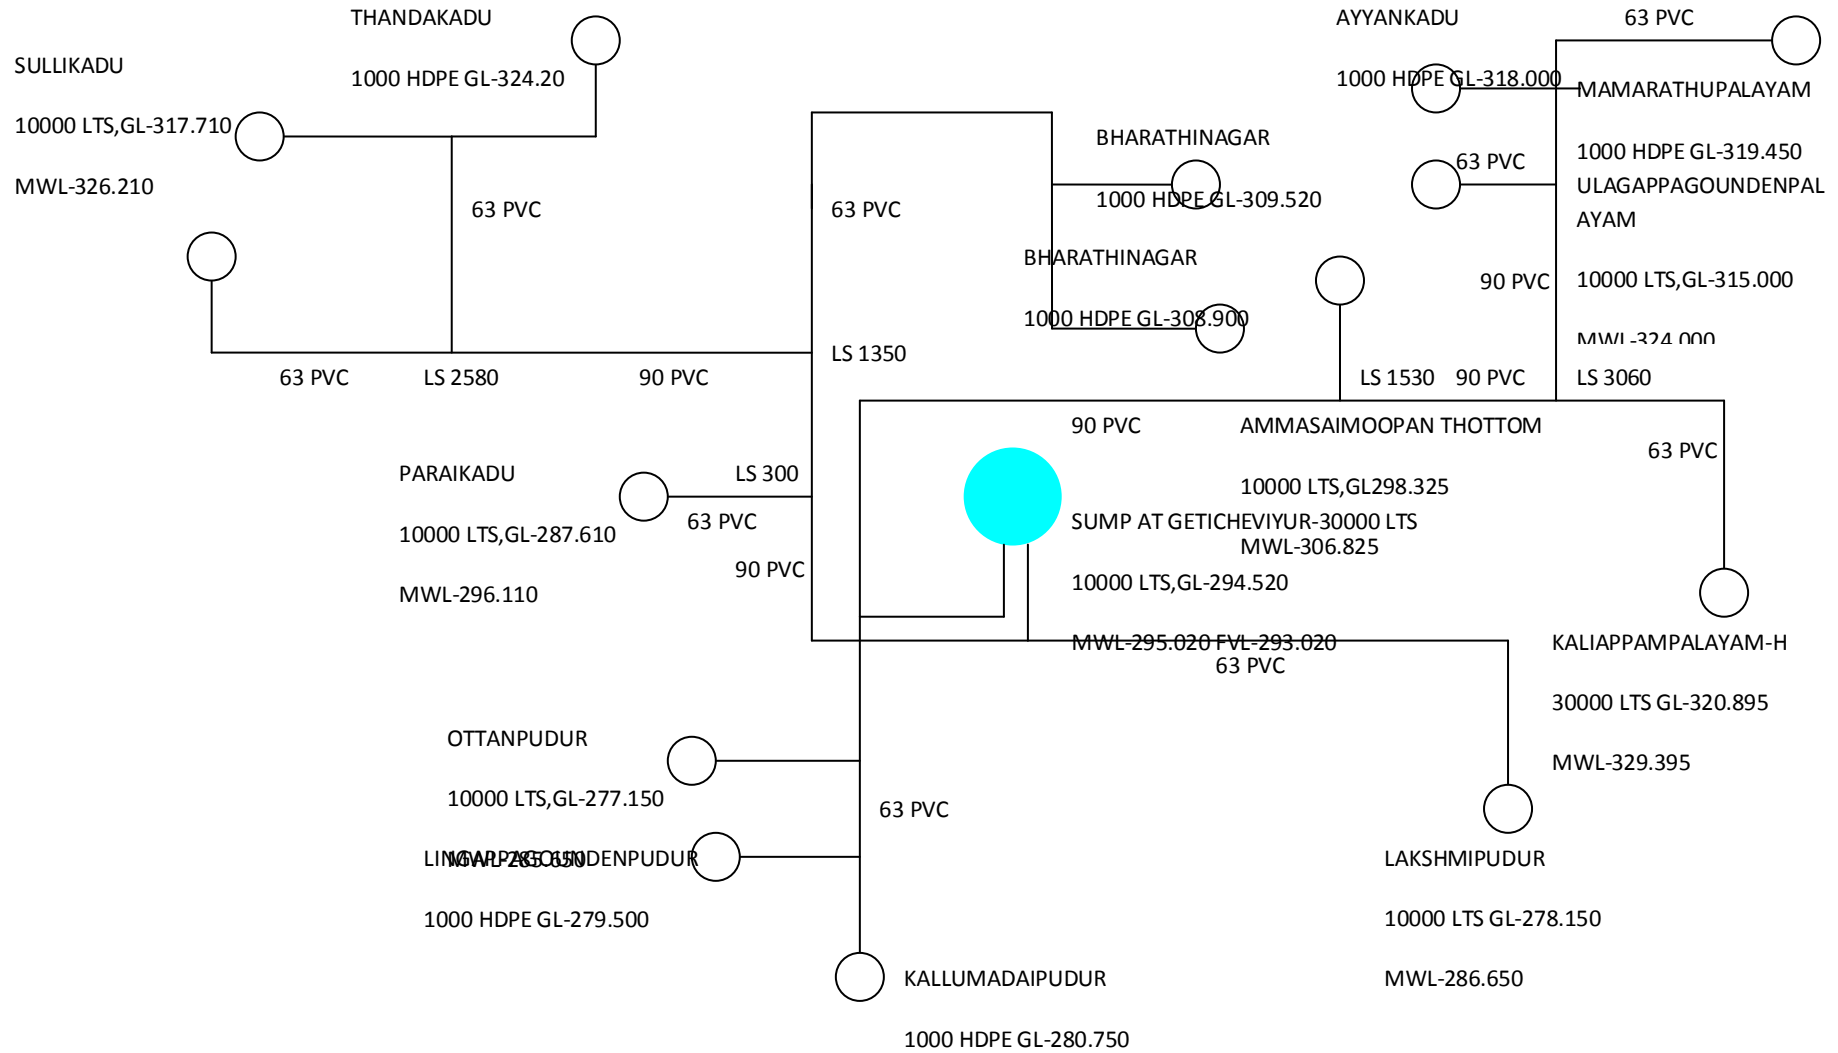 THANDAKADU
1000 HDPE GL-324.20
SULLIKADU
10000 LTS,GL-317.710
MWL-326.210
63 PVC
63 PVC
LS 2580
90 PVC
63 PVC
LS 1350
BHARATHINAGAR
1000 HDPE GL-309.520
BHARATHINAGAR
1000 HDPE GL-308.900
AYYANKADU
1000 HDPE GL-318.000
63 PVC
MAMARATHUPALAYAM
1000 HDPE GL-319.450
63 PVC
ULAGAPPAGOUNDENPAL
AYAM
10000 LTS,GL-315.000
MWL-324.000
90 PVC
LS 1530
90 PVC
LS 3060
90 PVC
AMMASAIMOOPAN THOTTOM
10000 LTS,GL298.325
MWL-306.825
63 PVC
PARAIKADU
10000 LTS,GL-287.610
MWL-296.110
LS 300
63 PVC
90 PVC
SUMP AT GETICHEVIYUR-30000 LTS
10000 LTS,GL-294.520
MWL-295.020 FVL-293.020
63 PVC
KALIAPPAMPALAYAM-H
30000 LTS GL-320.895
MWL-329.395
OTTANPUDUR
10000 LTS,GL-277.150
MWL-285.650
LINGAPPAGOUNDENPUDUR
1000 HDPE GL-279.500
63 PVC
KALLUMADAIPUDUR
1000 HDPE GL-280.750
LAKSHMIPUDUR
10000 LTS GL-278.150
MWL-286.650